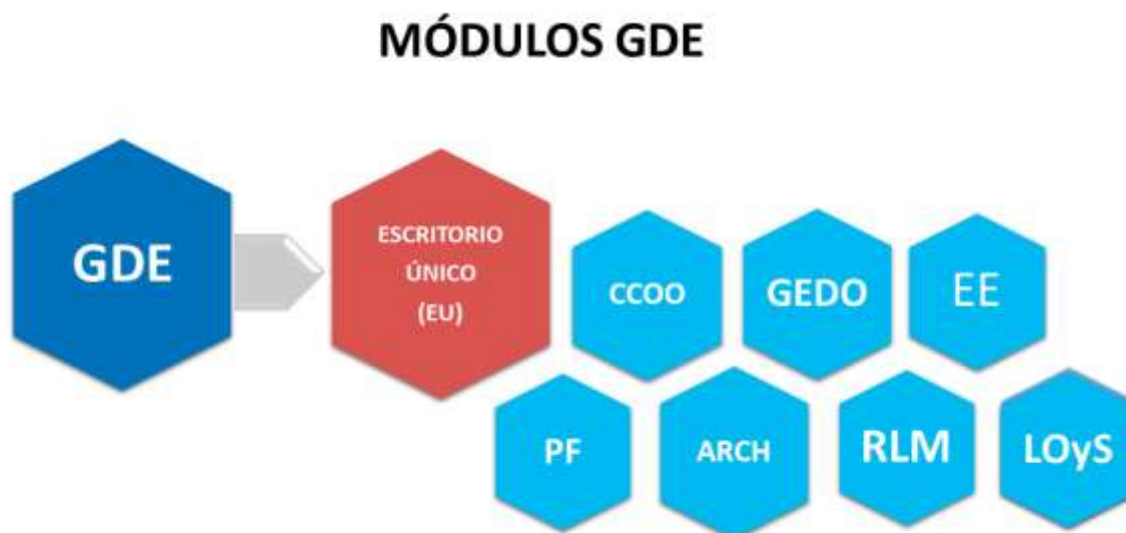 MÓDULOS GDE
GDE
ESCRITORIO
ÚNICO
(EU)
CCOO
GEDO
EE
PF
ARCH
RLM
LOyS